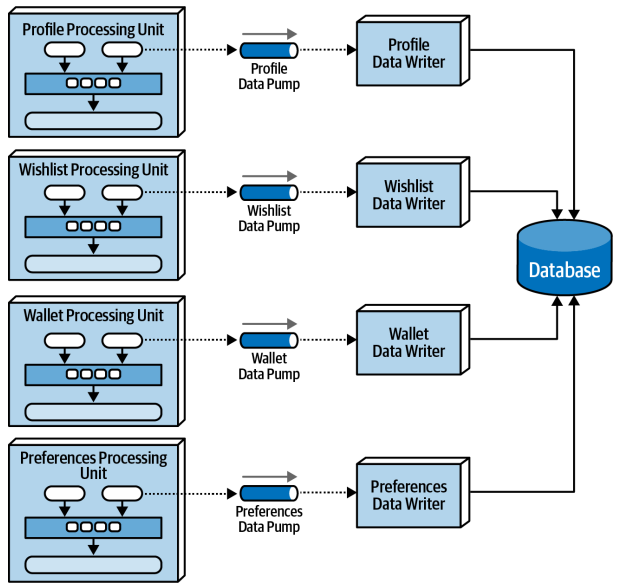 Profile Processing Unit
Profile
Data Pump
Profile
Data Writer
Wishlist Processing Unit
Wishlist
Data Pump
Wishlist
Data Writer
Database
Wallet Processing Unit
Wallet
Data Pump
Wallet
Data Writer
Preferences Processing
Unit
Preferences
Data Pump
Preferences
Data Writer